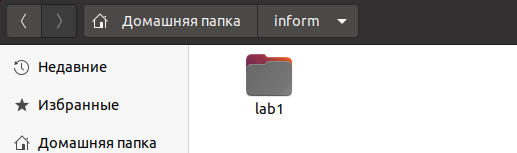 Домашняя папка inform
Недавние
Избранные
Домашняя папка
lab1